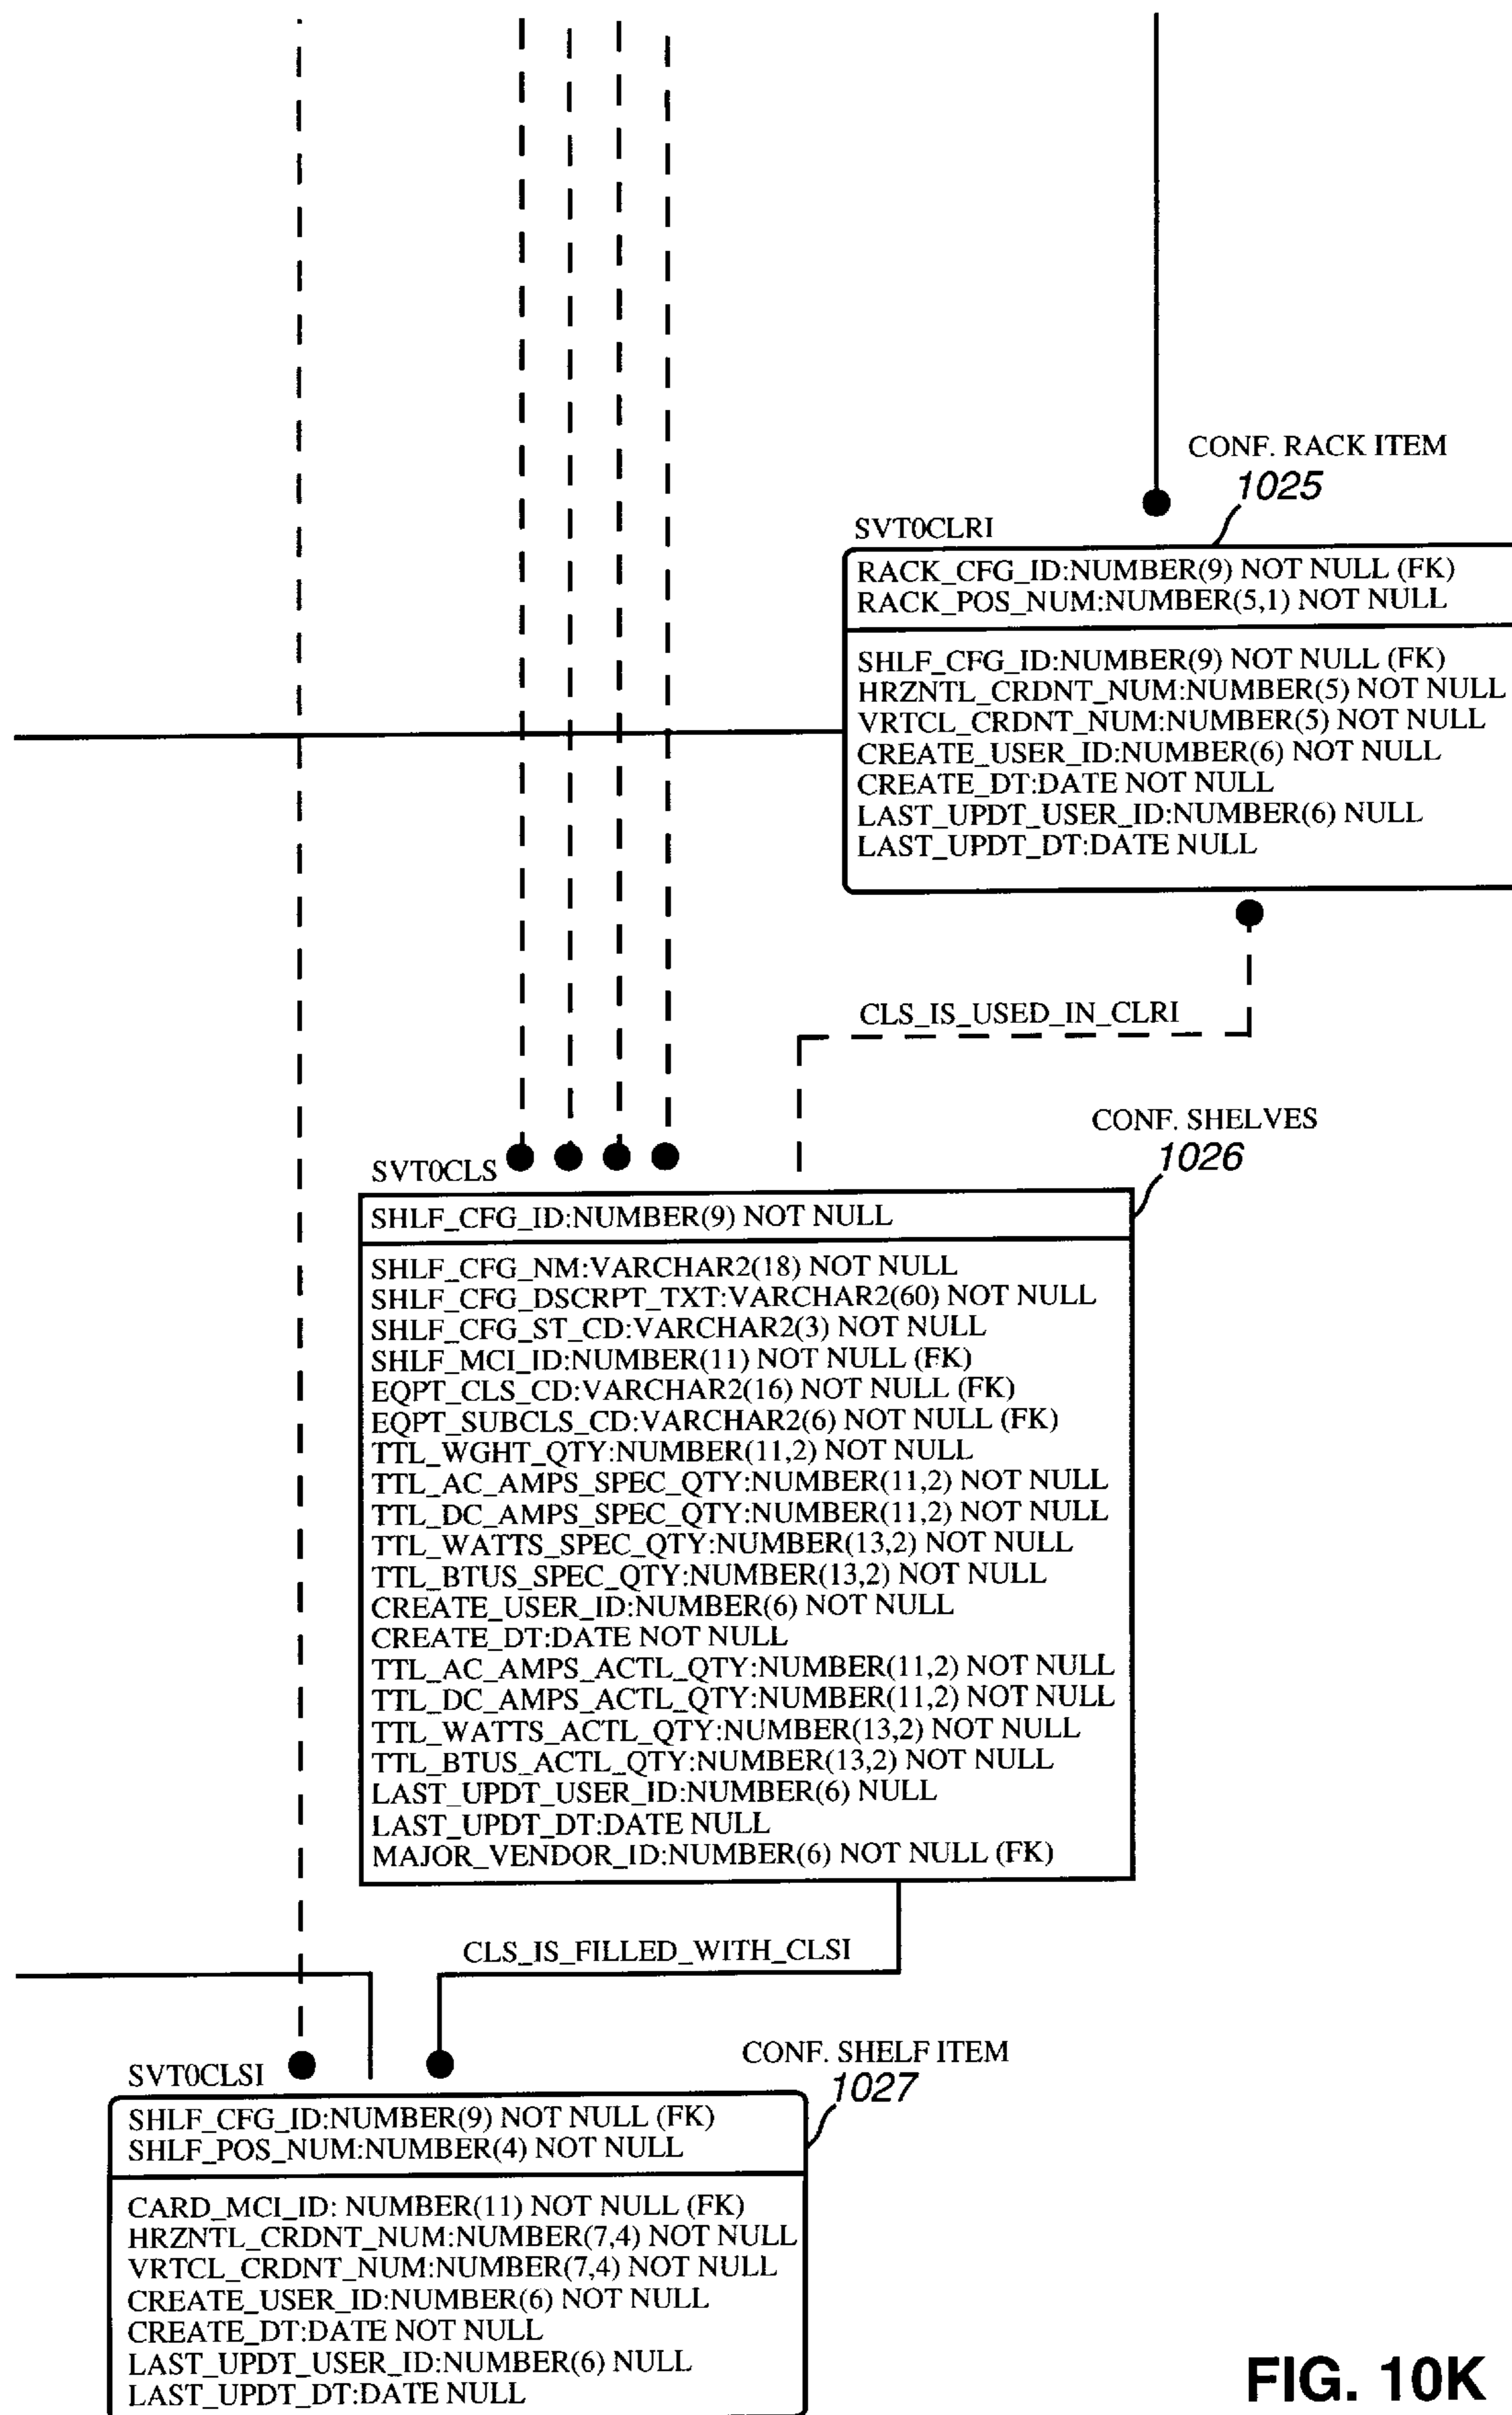 CONF. RACK ITEM
1025
SVT0CLRI
RACK_CFG_ID:NUMBER(9) NOT NULL (FK)
RACK_POS_NUM:NUMBER(5,1) NOT NULL
SHLF_CFG_ID:NUMBER(9) NOT NULL (FK)
HRZNTL_CRDNT_NUM:NUMBER(5) NOT NULL
VRTCL_CRDNT_NUM:NUMBER(5) NOT NULL
CREATE_USER_ID:NUMBER(6) NOT NULL
CREATE_DT:DATE NOT NULL
LAST_UPDT_USER_ID:NUMBER(6) NULL
LAST_UPDT_DT:DATE NULL
CLS_IS_USED_IN_CLRI
CONF. SHELVES
1026
SVT0CLS
SHLF_CFG_ID:NUMBER(9) NOT NULL
SHLF_CFG_NM:VARCHAR2(18) NOT NULL
SHLF_CFG_DSCRPT_TXT:VARCHAR2(60) NOT NULL
SHLF_CFG_ST_CD:VARCHAR2(3) NOT NULL
SHLF_MCI_ID:NUMBER(11) NOT NULL (FK)
EQPT_CLS_CD:VARCHAR2(16) NOT NULL (FK)
EQPT_SUBCLS_CD:VARCHAR2(6) NOT NULL (FK)
TTL_WGHT_QTY:NUMBER(11,2) NOT NULL
TTL_AC_AMPS_SPEC_QTY:NUMBER(11,2) NOT NULL
TTL_DC_AMPS_SPEC_QTY:NUMBER(11,2) NOT NULL
TTL_WATTS_SPEC_QTY:NUMBER(13,2) NOT NULL
TTL_BTUS_SPEC_QTY:NUMBER(13,2) NOT NULL
CREATE_USER_ID:NUMBER(6) NOT NULL
CREATE_DT:DATE NOT NULL
TTL_AC_AMPS_ACTL_QTY:NUMBER(11,2) NOT NULL
TTL_DC_AMPS_ACTL_QTY:NUMBER(11,2) NOT NULL
TTL_WATTS_ACTL_QTY:NUMBER(13,2) NOT NULL
TTL_BTUS_ACTL_QTY:NUMBER(13,2) NOT NULL
LAST_UPDT_USER_ID:NUMBER(6) NULL
LAST_UPDT_DT:DATE NULL
MAJOR_VENDOR_ID:NUMBER(6) NOT NULL (FK)
CLS_IS_FILLED_WITH_CLSI
CONF. SHELF ITEM
1027
SVT0CLSI
SHLF_CFG_ID:NUMBER(9) NOT NULL (FK)
SHLF_POS_NUM:NUMBER(4) NOT NULL
CARD_MCI_ID: NUMBER(11) NOT NULL (FK)
HRZNTL_CRDNT_NUM:NUMBER(7,4) NOT NULL
VRTCL_CRDNT_NUM:NUMBER(7,4) NOT NULL
CREATE_USER_ID:NUMBER(6) NOT NULL
CREATE_DT:DATE NOT NULL
LAST_UPDT_USER_ID:NUMBER(6) NULL
LAST_UPDT_DT:DATE NULL
FIG. 10K